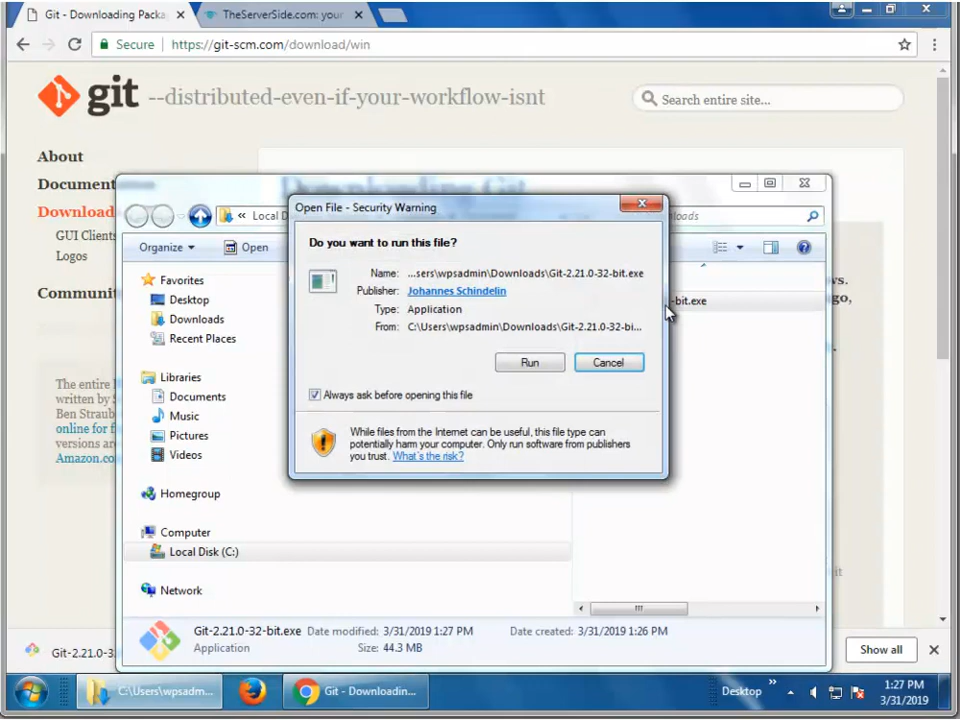 Git - Downloading Packa
TheServerSide.com: your
Secure
https://git-scm.com/download/win
git --distributed-even-if-your-workflow-isnt
Search entire site...
About
Document
Download
GUI Clients
Logos
Communit
The entire
written by
Ben Straub
online for f
versions are
Amazon.co
Downloading Git
« Local D
Organize
Open
Favorites
Desktop
Downloads
Recent Places
Libraries
Documents
Music
Pictures
Videos
Homegroup
Computer
Local Disk (C:)
Network
-bit.exe
Open File - Security Warning
Do you want to run this file?
Name: ...sers\wpsadmin\Downloads\Git-2.21.0-32-bit.exe
Publisher: Johannes Schindelin
Type: Application
From: C:\Users\wpsadmin\Downloads\Git-2.21.0-32-bi...
Run
Cancel
Always ask before opening this file
While files from the Internet can be useful, this file type can
potentially harm your computer. Only run software from publishers
you trust. What's the risk?
Git-2.21.0-32-bit.exe Date modified: 3/31/2019 1:27 PM
Date created: 3/31/2019 1:26 PM
Application
Size: 44.3 MB
Git-2.21.0-3
Show all
C:\Users\wpsadm...
Git - Downloadin...
Desktop
1:27 PM
3/31/2019